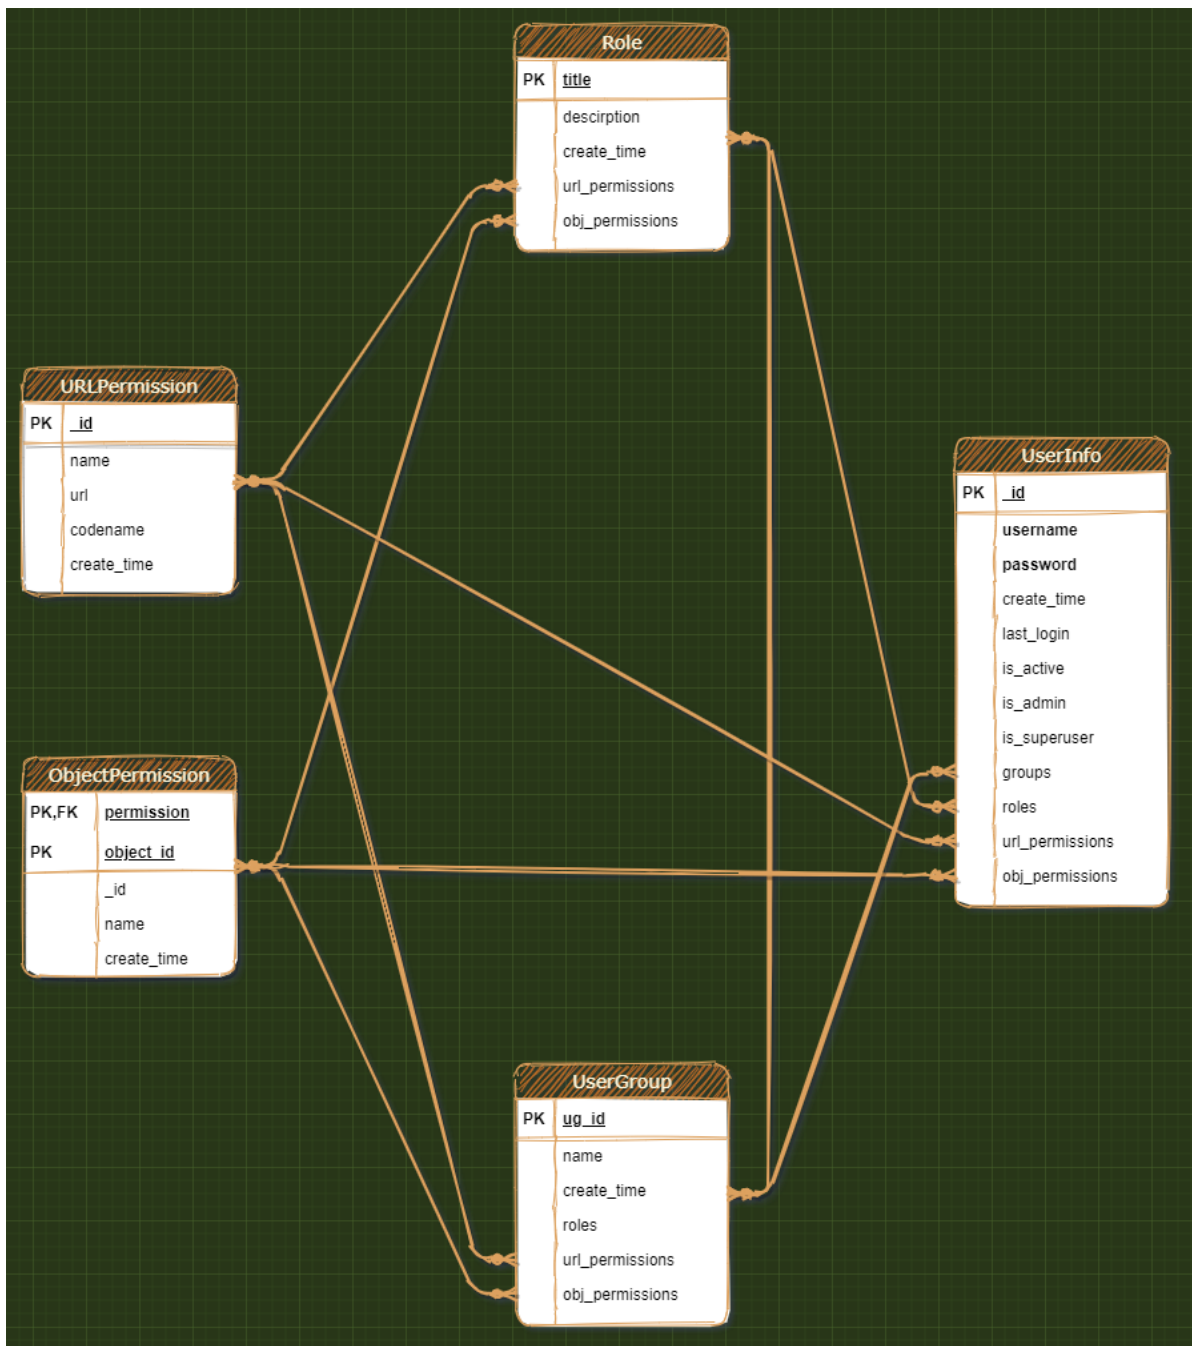 Role
PK title
descirption
create_time
url_permissions
obj_permissions
URLPermission
PK _id
name
url
codename
create_time
UserInfo
PK _id
username
password
create_time
last_login
is_active
is_admin
is_superuser
groups
roles
url_permissions
obj_permissions
ObjectPermission
PK,FK permission
PK object_id
_id
name
create_time
UserGroup
PK ug_id
name
create_time
roles
url_permissions
obj_permissions